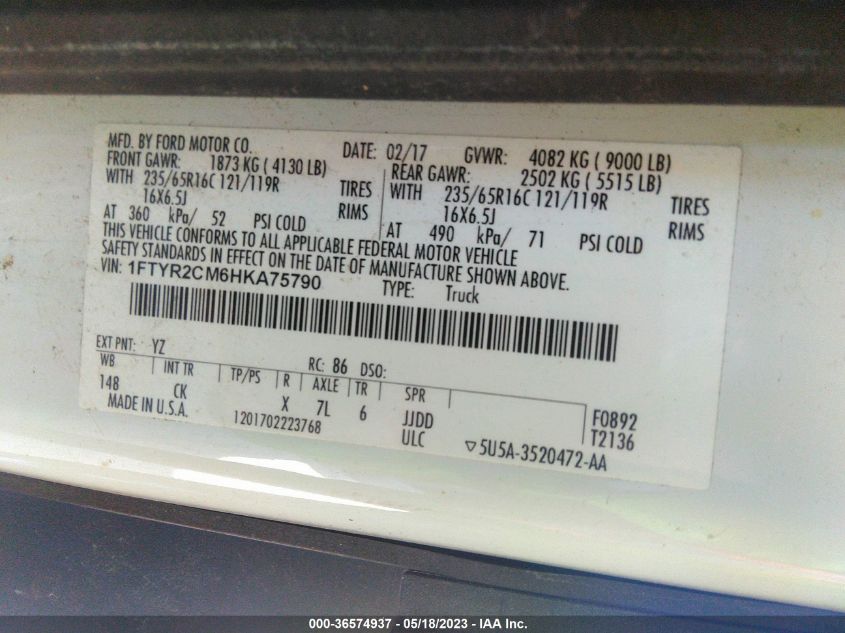 MFD. BY FORD MOTOR CO. DATE: 02/17 GVWR: 4082 KG ( 9000 LB)
FRONT GAWR: 1873 KG ( 4130 LB) REAR GAWR: 2502 KG ( 5515 LB)
WITH 235/65R16C 121/119R TIRES WITH 235/65R16C 121/119R TIRES
16X6.5J RIMS 16X6.5J RIMS
AT 360 kPa/ 52 PSI COLD AT 490 kPa/ 71 PSI COLD
THIS VEHICLE CONFORMS TO ALL APPLICABLE FEDERAL MOTOR VEHICLE
SAFETY STANDARDS IN EFFECT ON THE DATE OF MANUFACTURE SHOWN ABOVE.
VIN: 1FTYR2CM6HKA75790 TYPE: Truck
EXT PNT: YZ RC: 86 DSO:
WB INT TR TP/PS R AXLE TR SPR
148 CK X 7L 6 JJDD F0892
MADE IN U.S.A. 1201702223768 ULC ▽5U5A-3520472-AA T2136
000-36574937 - 05/18/2023 - IAA Inc.